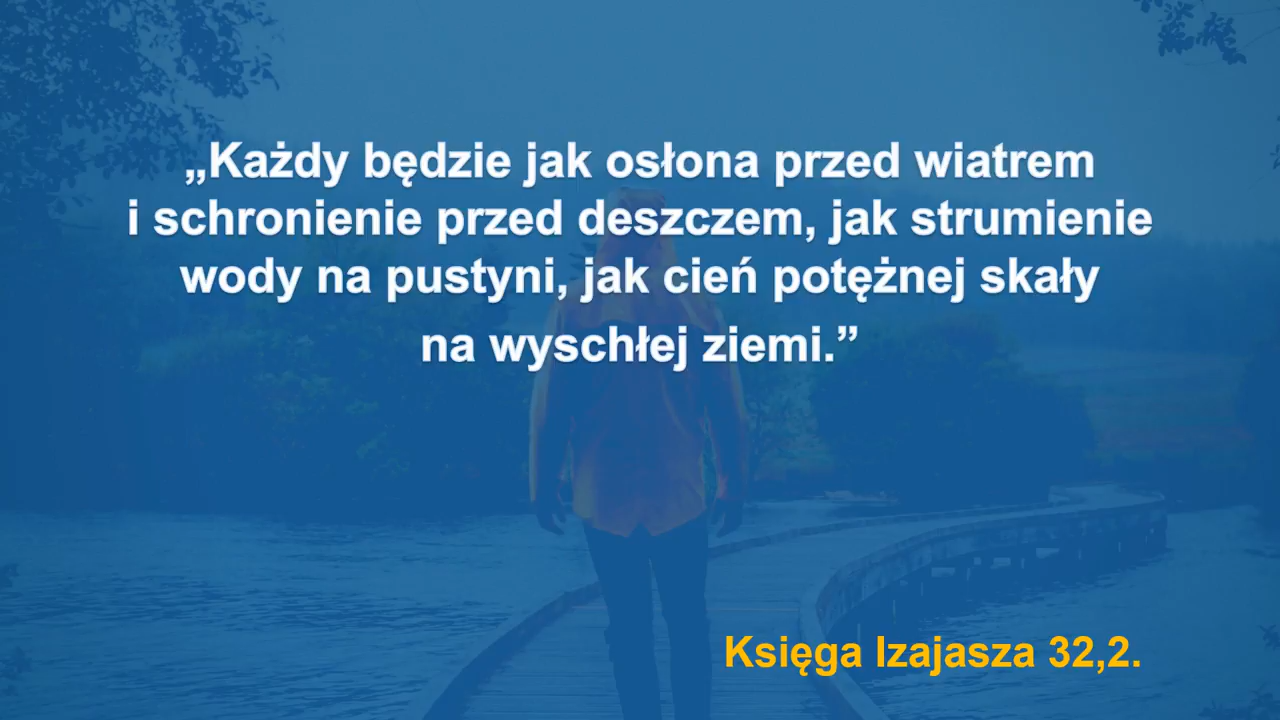 „Każdy będzie jak osłona przed wiatrem
i schronienie przed deszczem, jak strumienie
wody na pustyni, jak cień potężnej skały
na wyschłej ziemi.”
Księga Izajasza 32,2.